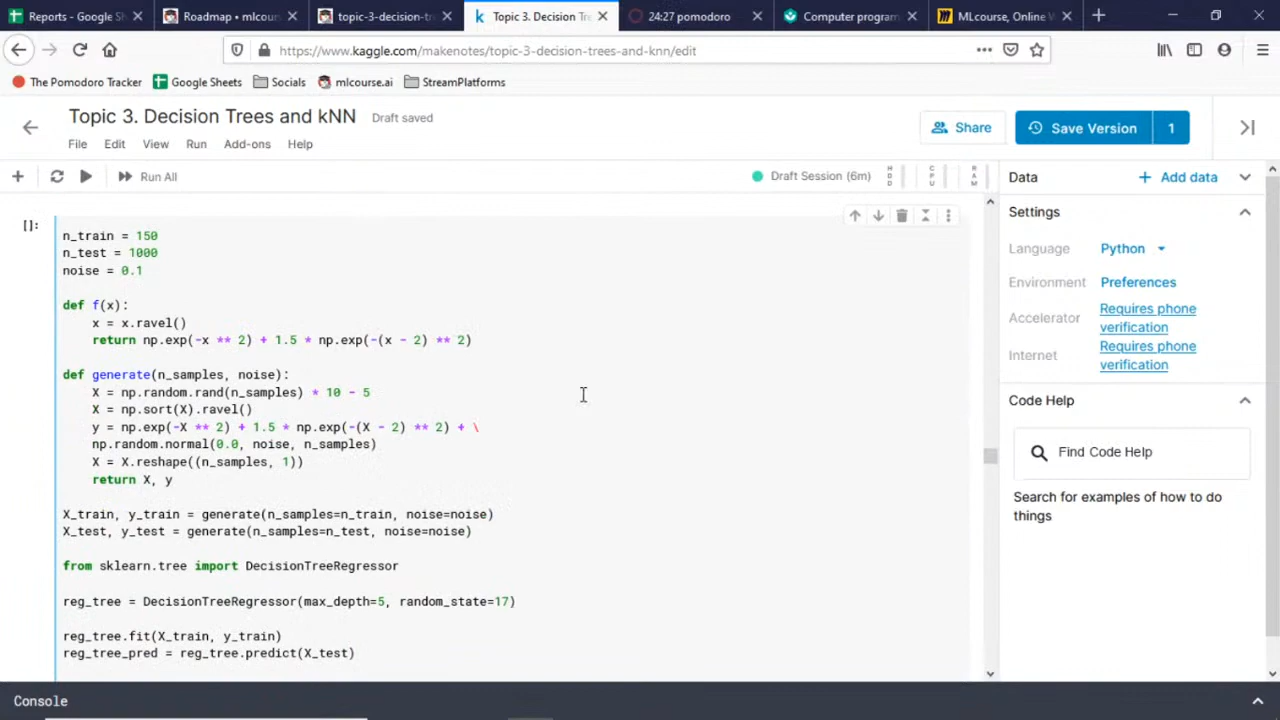 Reports - Google Sh
Roadmap • mlcours
topic-3-decision-tr
Topic 3. Decision Tr
24:27 pomodoro
Computer program
MLcourse, Online
https://www.kaggle.com/makenotes/topic-3-decision-trees-and-knn/edit
The Pomodoro Tracker
Google Sheets
Socials
mlcourse.ai
StreamPlatforms
Topic 3. Decision Trees and kNN
Draft saved
Share
Save Version
1
File Edit View Run Add-ons Help
Run All
Draft Session (6m)
HDD
CPU
RAM
[]:
n_train = 150
n_test = 1000
noise = 0.1
def f(x):
x = x.ravel()
return np.exp(-x ** 2) + 1.5 * np.exp(-(x - 2) ** 2)
def generate(n_samples, noise):
X = np.random.rand(n_samples) * 10 - 5
X = np.sort(X).ravel()
y = np.exp(-X ** 2) + 1.5 * np.exp(-(X - 2) ** 2) + \
np.random.normal(0.0, noise, n_samples)
X = X.reshape((n_samples, 1))
return X, y
X_train, y_train = generate(n_samples=n_train, noise=noise)
X_test, y_test = generate(n_samples=n_test, noise=noise)
from sklearn.tree import DecisionTreeRegressor
reg_tree = DecisionTreeRegressor(max_depth=5, random_state=17)
reg_tree.fit(X_train, y_train)
reg_tree_pred = reg_tree.predict(X_test)
Data
+ Add data
Settings
Language
Python
Environment
Preferences
Accelerator
Requires phone
verification
Internet
Requires phone
verification
Code Help
Find Code Help
Search for examples of how to do
things
Console